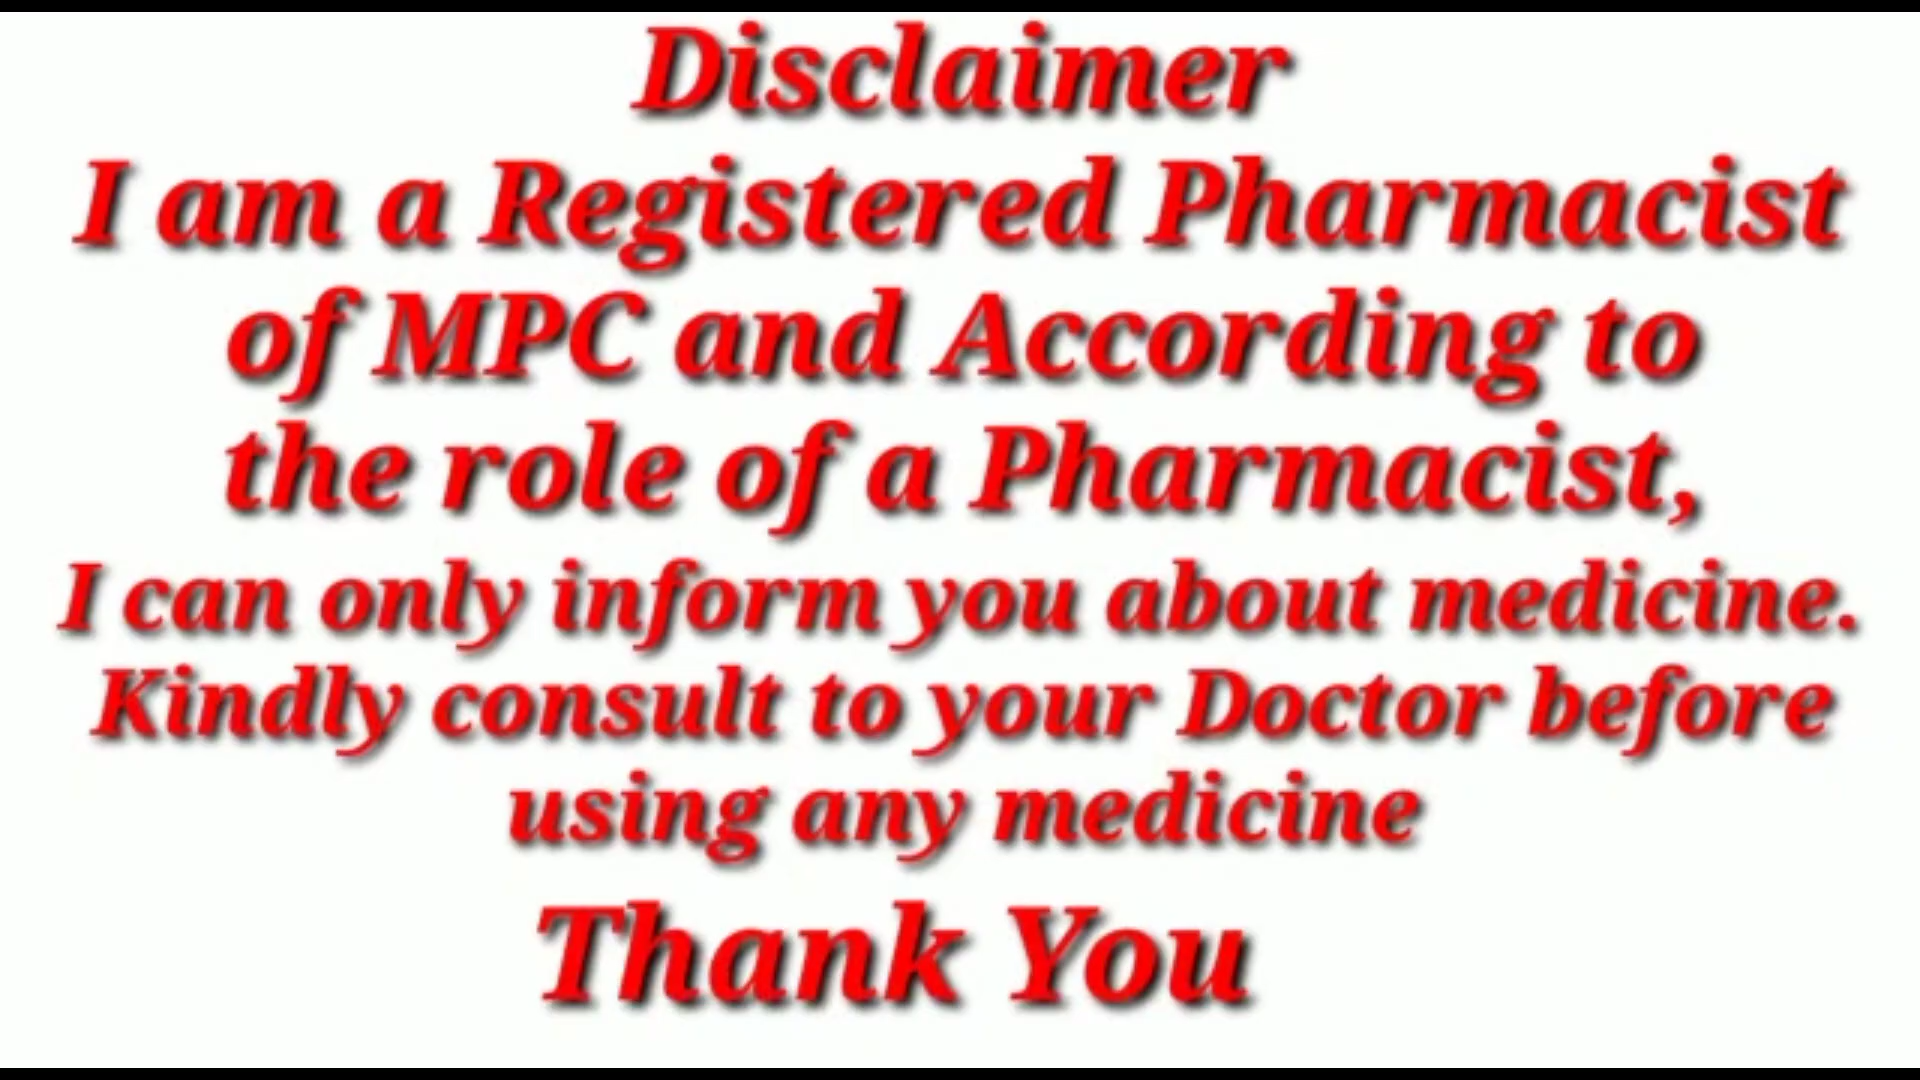 Disclaimer
I am a Registered Pharmacist
of MPC and According to
the role of a Pharmacist,
I can only inform you about medicine.
Kindly consult to your Doctor before
using any medicine
Thank You